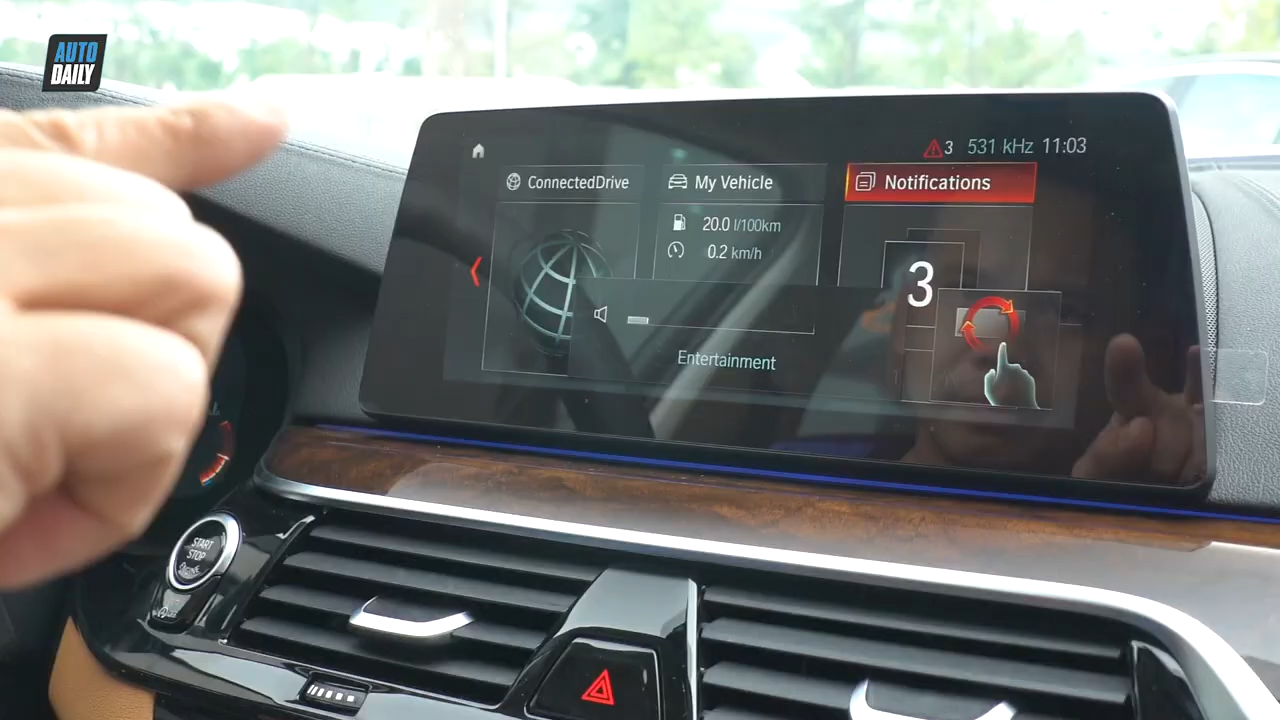 AUTO
DAILY
3 531 kHz 11:03
ConnectedDrive
My Vehicle
Notifications
20.0 l/100km
0.2 km/h
3
Entertainment
START
STOP